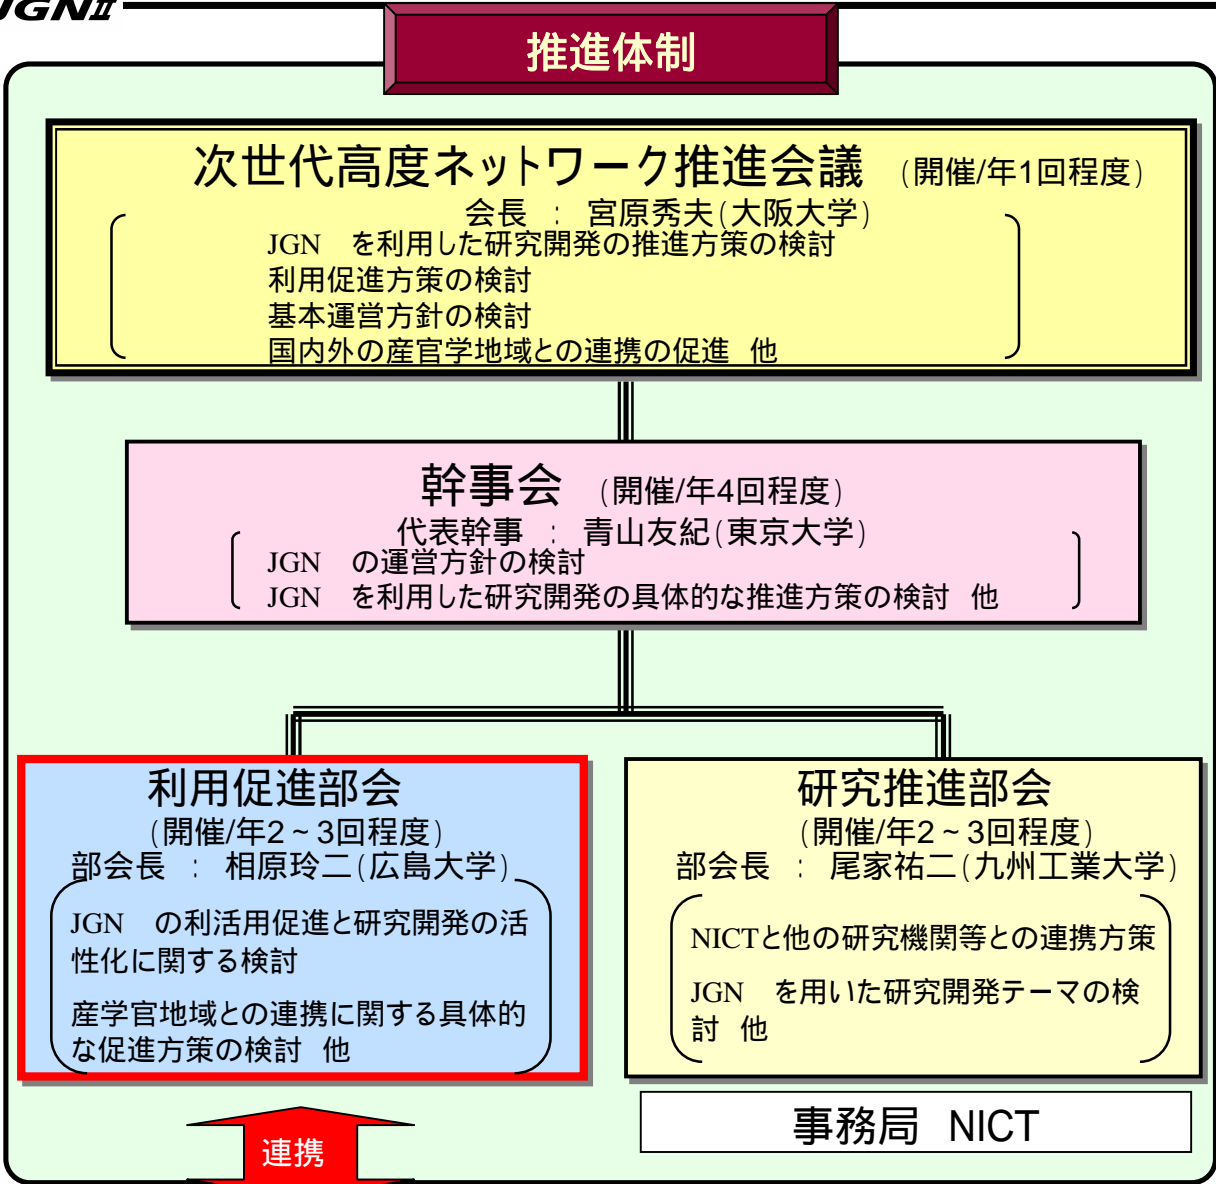 JGNⅡ
推進体制
次世代高度ネットワーク推進会議 (開催/年1回程度)
会長 : 宮原秀夫(大阪大学)
JGN を利用した研究開発の推進方策の検討
利用促進方策の検討
基本運営方針の検討
国内外の産官学地域との連携の促進 他
幹事会 (開催/年4回程度)
代表幹事 : 青山友紀(東京大学)
JGN の運営方針の検討
JGN を利用した研究開発の具体的な推進方策の検討 他
利用促進部会
(開催/年2~3回程度)
部会長 : 相原玲二(広島大学)
JGN の利活用促進と研究開発の活
性化に関する検討
産学官地域との連携に関する具体的
な促進方策の検討 他
研究推進部会
(開催/年2~3回程度)
部会長 : 尾家祐二(九州工業大学)
NICTと他の研究機関等との連携方策
JGN を用いた研究開発テーマの検
討 他
事務局 NICT
連携